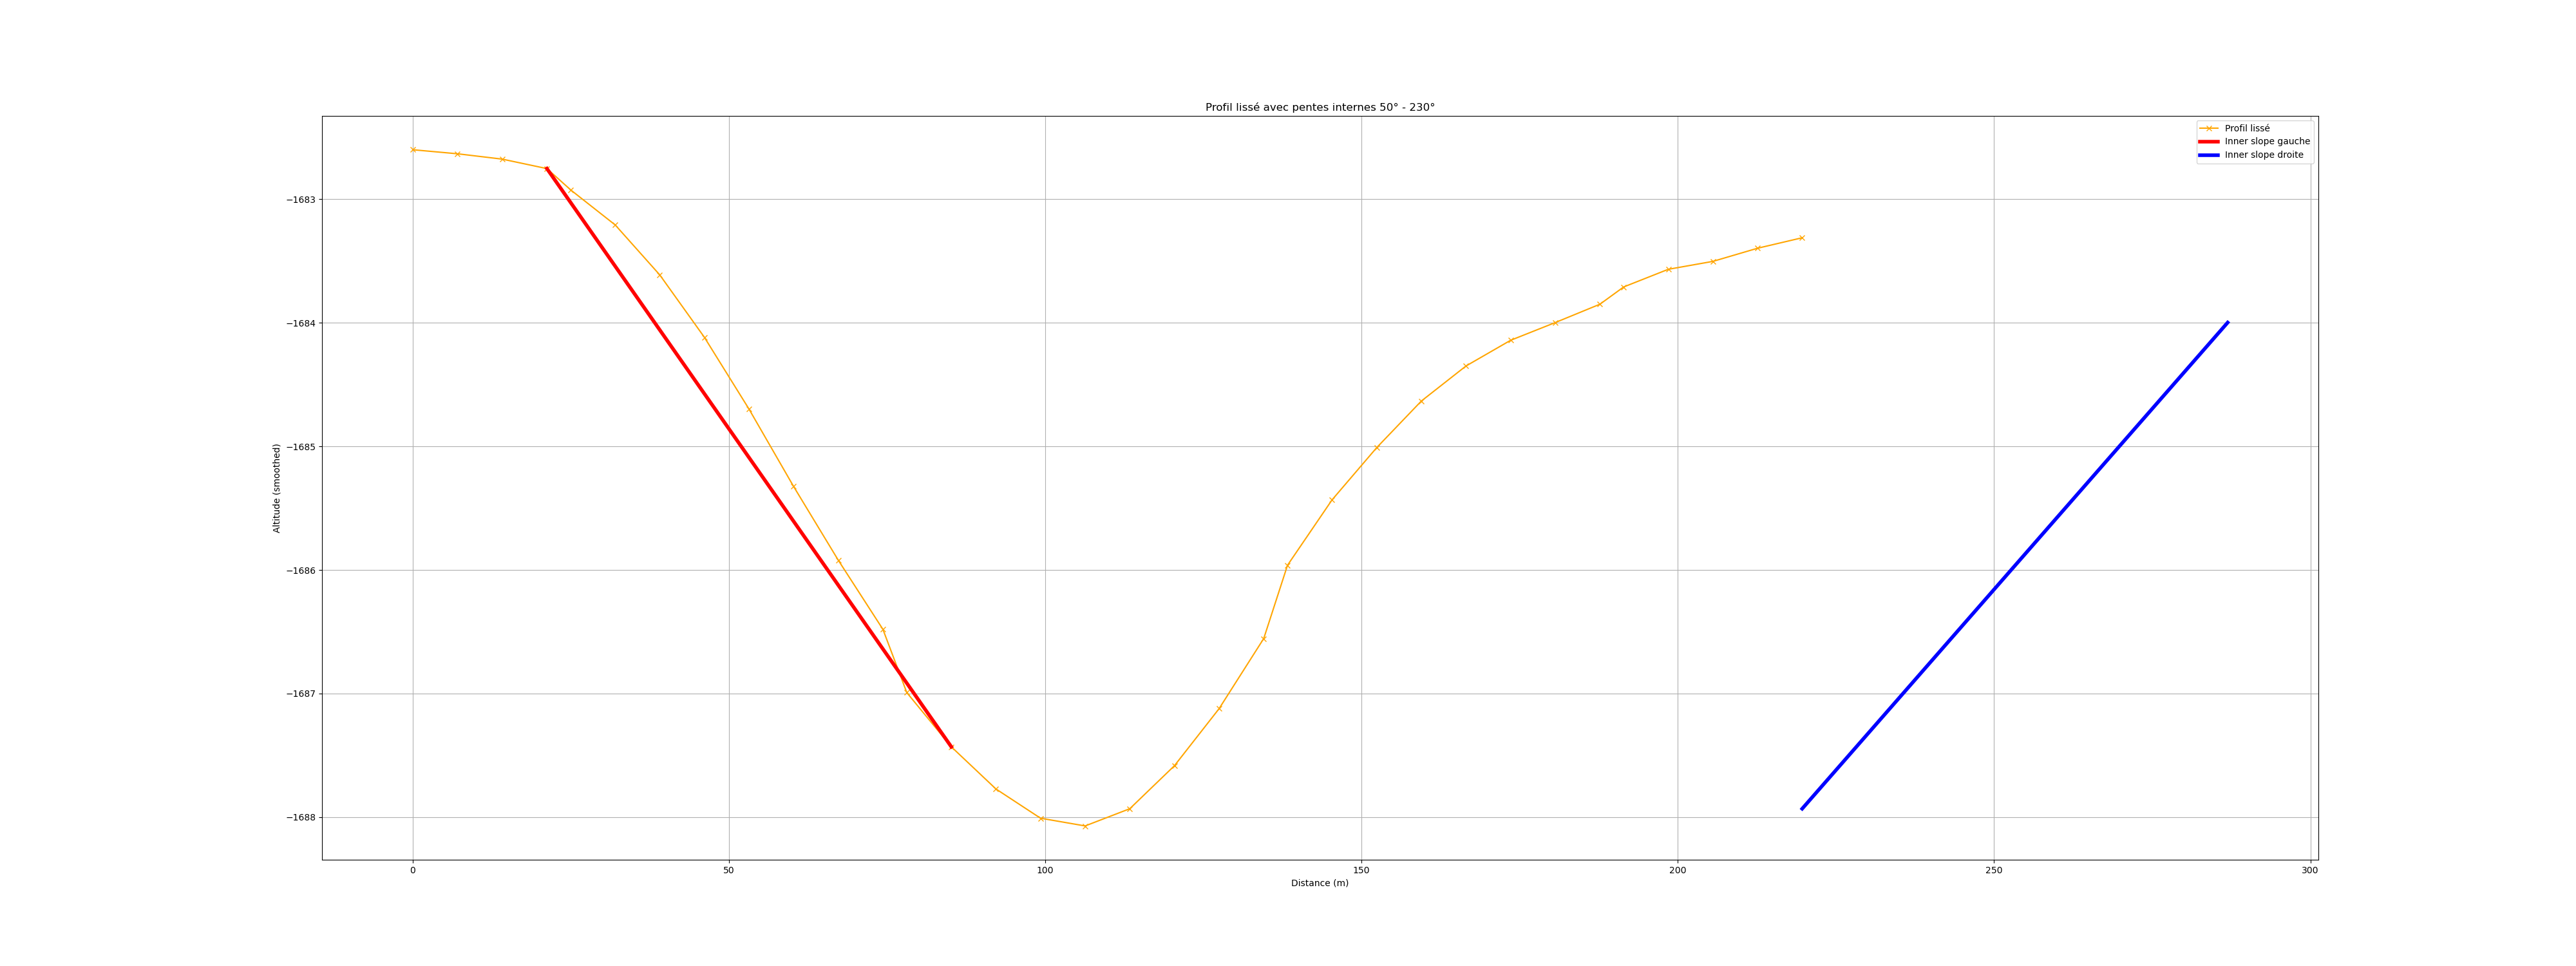 Profil lissé avec pentes internes 50° - 230°
Profil lissé
Inner slope gauche
Inner slope droite
Altitude (smoothed)
−1683
−1684
−1685
−1686
−1687
−1688
0 50 100 150 200 250 300
Distance (m)